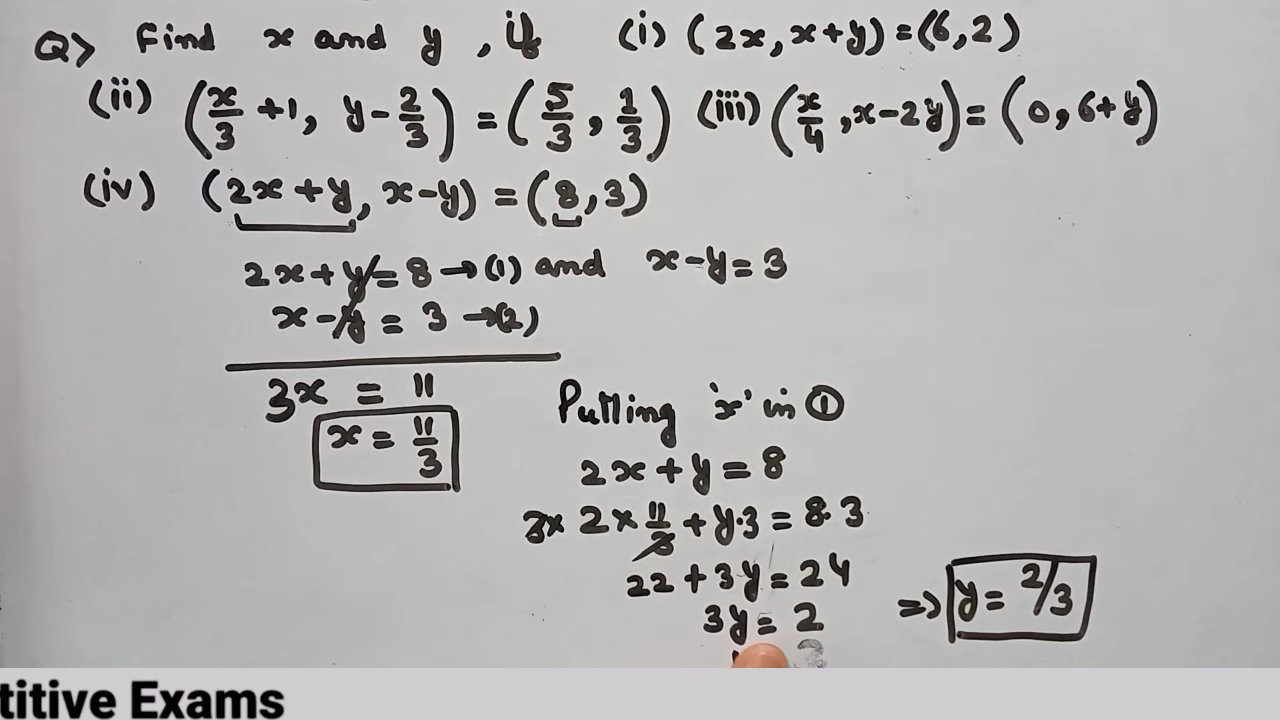 Q> Find x and y, if (i) (2x, x+y) = (6,2)
(ii) (x/3 +1, y-2/3) = (5/3, 1/3) (iii) (x/4, x-2y) = (0, 6+y)
(iv) (2x+y, x-y) = (8,3)
2x+y=8→(1) and x-y=3
x-y = 3→(2)
3x = 11
x = 11/3
Putting 'x' in ①
2x+y=8
3x 2x 11/3 + y·3 = 8·3
22+3y=24
3y=2
=> y= 2/3
titive Exams